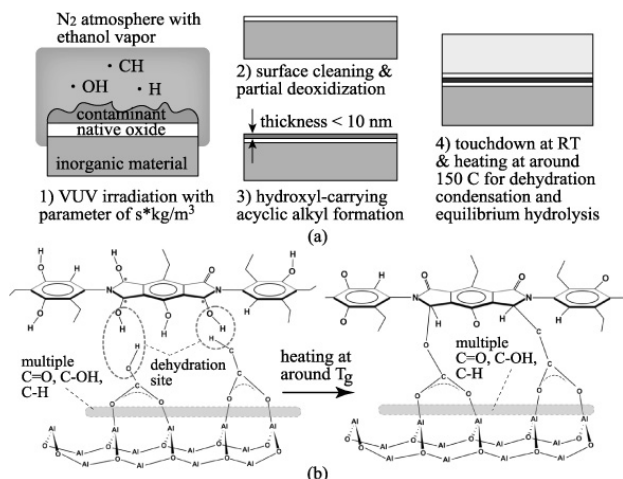 N2 atmosphere with
ethanol vapor
• CH
• OH
• H
contaminant
native oxide
inorganic material
1) VUV irradiation with
parameter of s*kg/m³
2) surface cleaning &
partial deoxidization
thickness < 10 nm
3) hydroxyl-carrying
acyclic alkyl formation
4) touchdown at RT
& heating at around
150 C for dehydration
condensation and
equilibrium hydrolysis
(a)
multiple
C=O, C-OH,
C-H
dehydration
site
heating at
around Tg
multiple
C=O, C-OH,
C-H
(b)